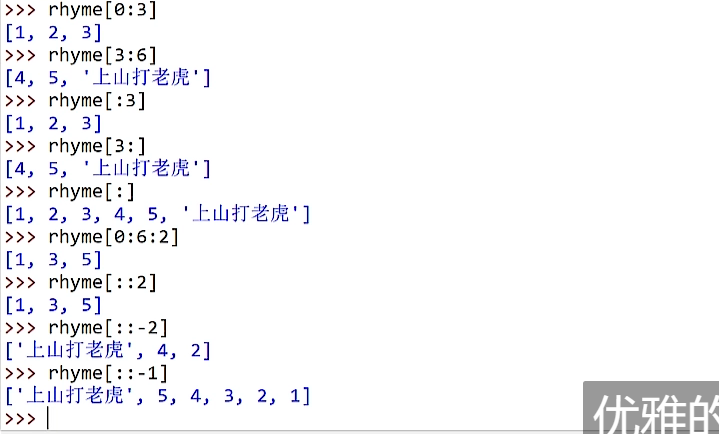 >>> rhyme[0:3]
[1, 2, 3]
>>> rhyme[3:6]
[4, 5, '上山打老虎']
>>> rhyme[:3]
[1, 2, 3]
>>> rhyme[3:]
[4, 5, '上山打老虎']
>>> rhyme[:]
[1, 2, 3, 4, 5, '上山打老虎']
>>> rhyme[0:6:2]
[1, 3, 5]
>>> rhyme[::2]
[1, 3, 5]
>>> rhyme[::-2]
['上山打老虎', 4, 2]
>>> rhyme[::-1]
['上山打老虎', 5, 4, 3, 2, 1]
>>>
优雅的